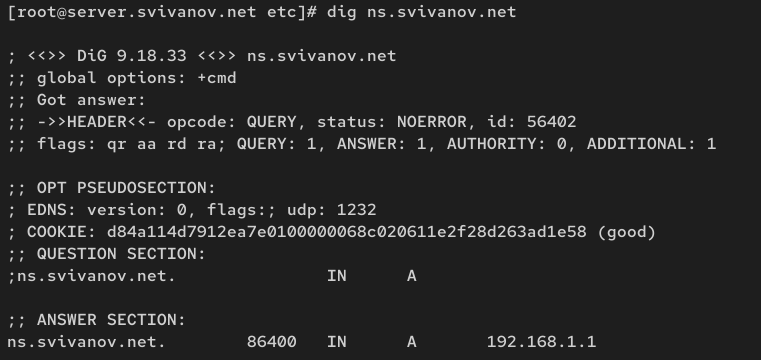 [root@server.svivanov.net etc]# dig ns.svivanov.net

; <<>> DiG 9.18.33 <<>> ns.svivanov.net
;; global options: +cmd
;; Got answer:
;; ->>HEADER<<- opcode: QUERY, status: NOERROR, id: 56402
;; flags: qr aa rd ra; QUERY: 1, ANSWER: 1, AUTHORITY: 0, ADDITIONAL: 1

;; OPT PSEUDOSECTION:
; EDNS: version: 0, flags:; udp: 1232
; COOKIE: d84a114d7912ea7e0100000068c020611e2f28d263ad1e58 (good)
;; QUESTION SECTION:
;ns.svivanov.net.		IN	A

;; ANSWER SECTION:
ns.svivanov.net.	86400	IN	A	192.168.1.1